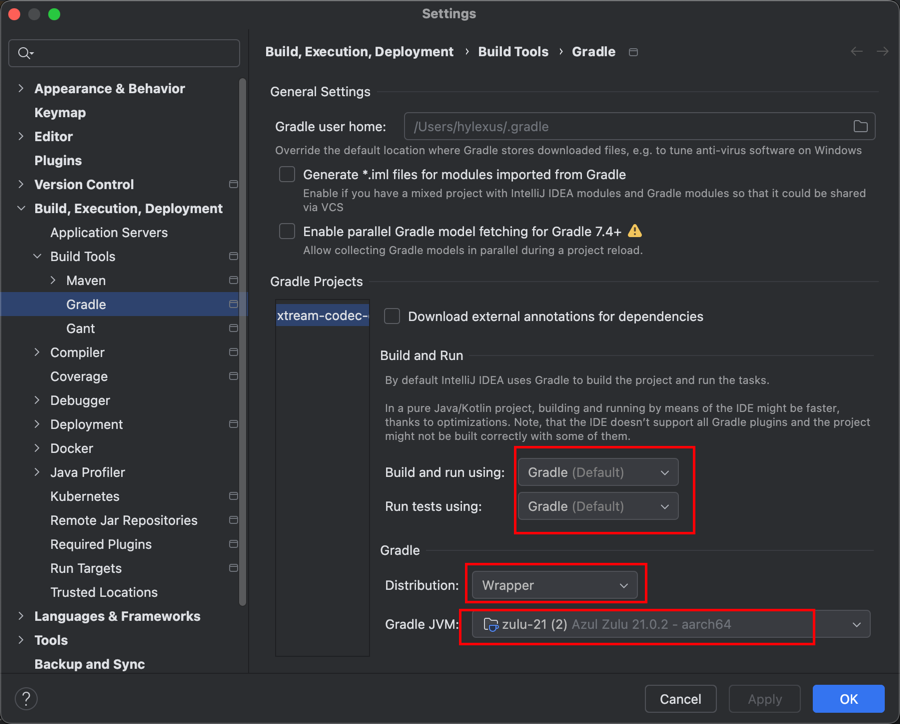 Settings
Build, Execution, Deployment › Build Tools › Gradle
Appearance & Behavior
Keymap
Editor
Plugins
Version Control
Build, Execution, Deployment
Application Servers
Build Tools
Maven
Gradle
Gant
Compiler
Coverage
Debugger
Deployment
Docker
Java Profiler
Kubernetes
Remote Jar Repositories
Required Plugins
Run Targets
Trusted Locations
Languages & Frameworks
Tools
Backup and Sync
General Settings
Gradle user home: /Users/hylexus/.gradle
Override the default location where Gradle stores downloaded files, e.g. to tune anti-virus software on Windows
Generate *.iml files for modules imported from Gradle
Enable if you have a mixed project with IntelliJ IDEA modules and Gradle modules so that it could be shared
via VCS
Enable parallel Gradle model fetching for Gradle 7.4+
Allow collecting Gradle models in parallel during a project reload.
Gradle Projects
xtream-codec-
Download external annotations for dependencies
Build and Run
By default IntelliJ IDEA uses Gradle to build the project and run the tasks.
In a pure Java/Kotlin project, building and running by means of the IDE might be faster,
thanks to optimizations. Note, that the IDE doesn't support all Gradle plugins and the project
might not be built correctly with some of them.
Build and run using: Gradle (Default)
Run tests using: Gradle (Default)
Gradle
Distribution: Wrapper
Gradle JVM: zulu-21 (2) Azul Zulu 21.0.2 - aarch64
? Cancel Apply OK